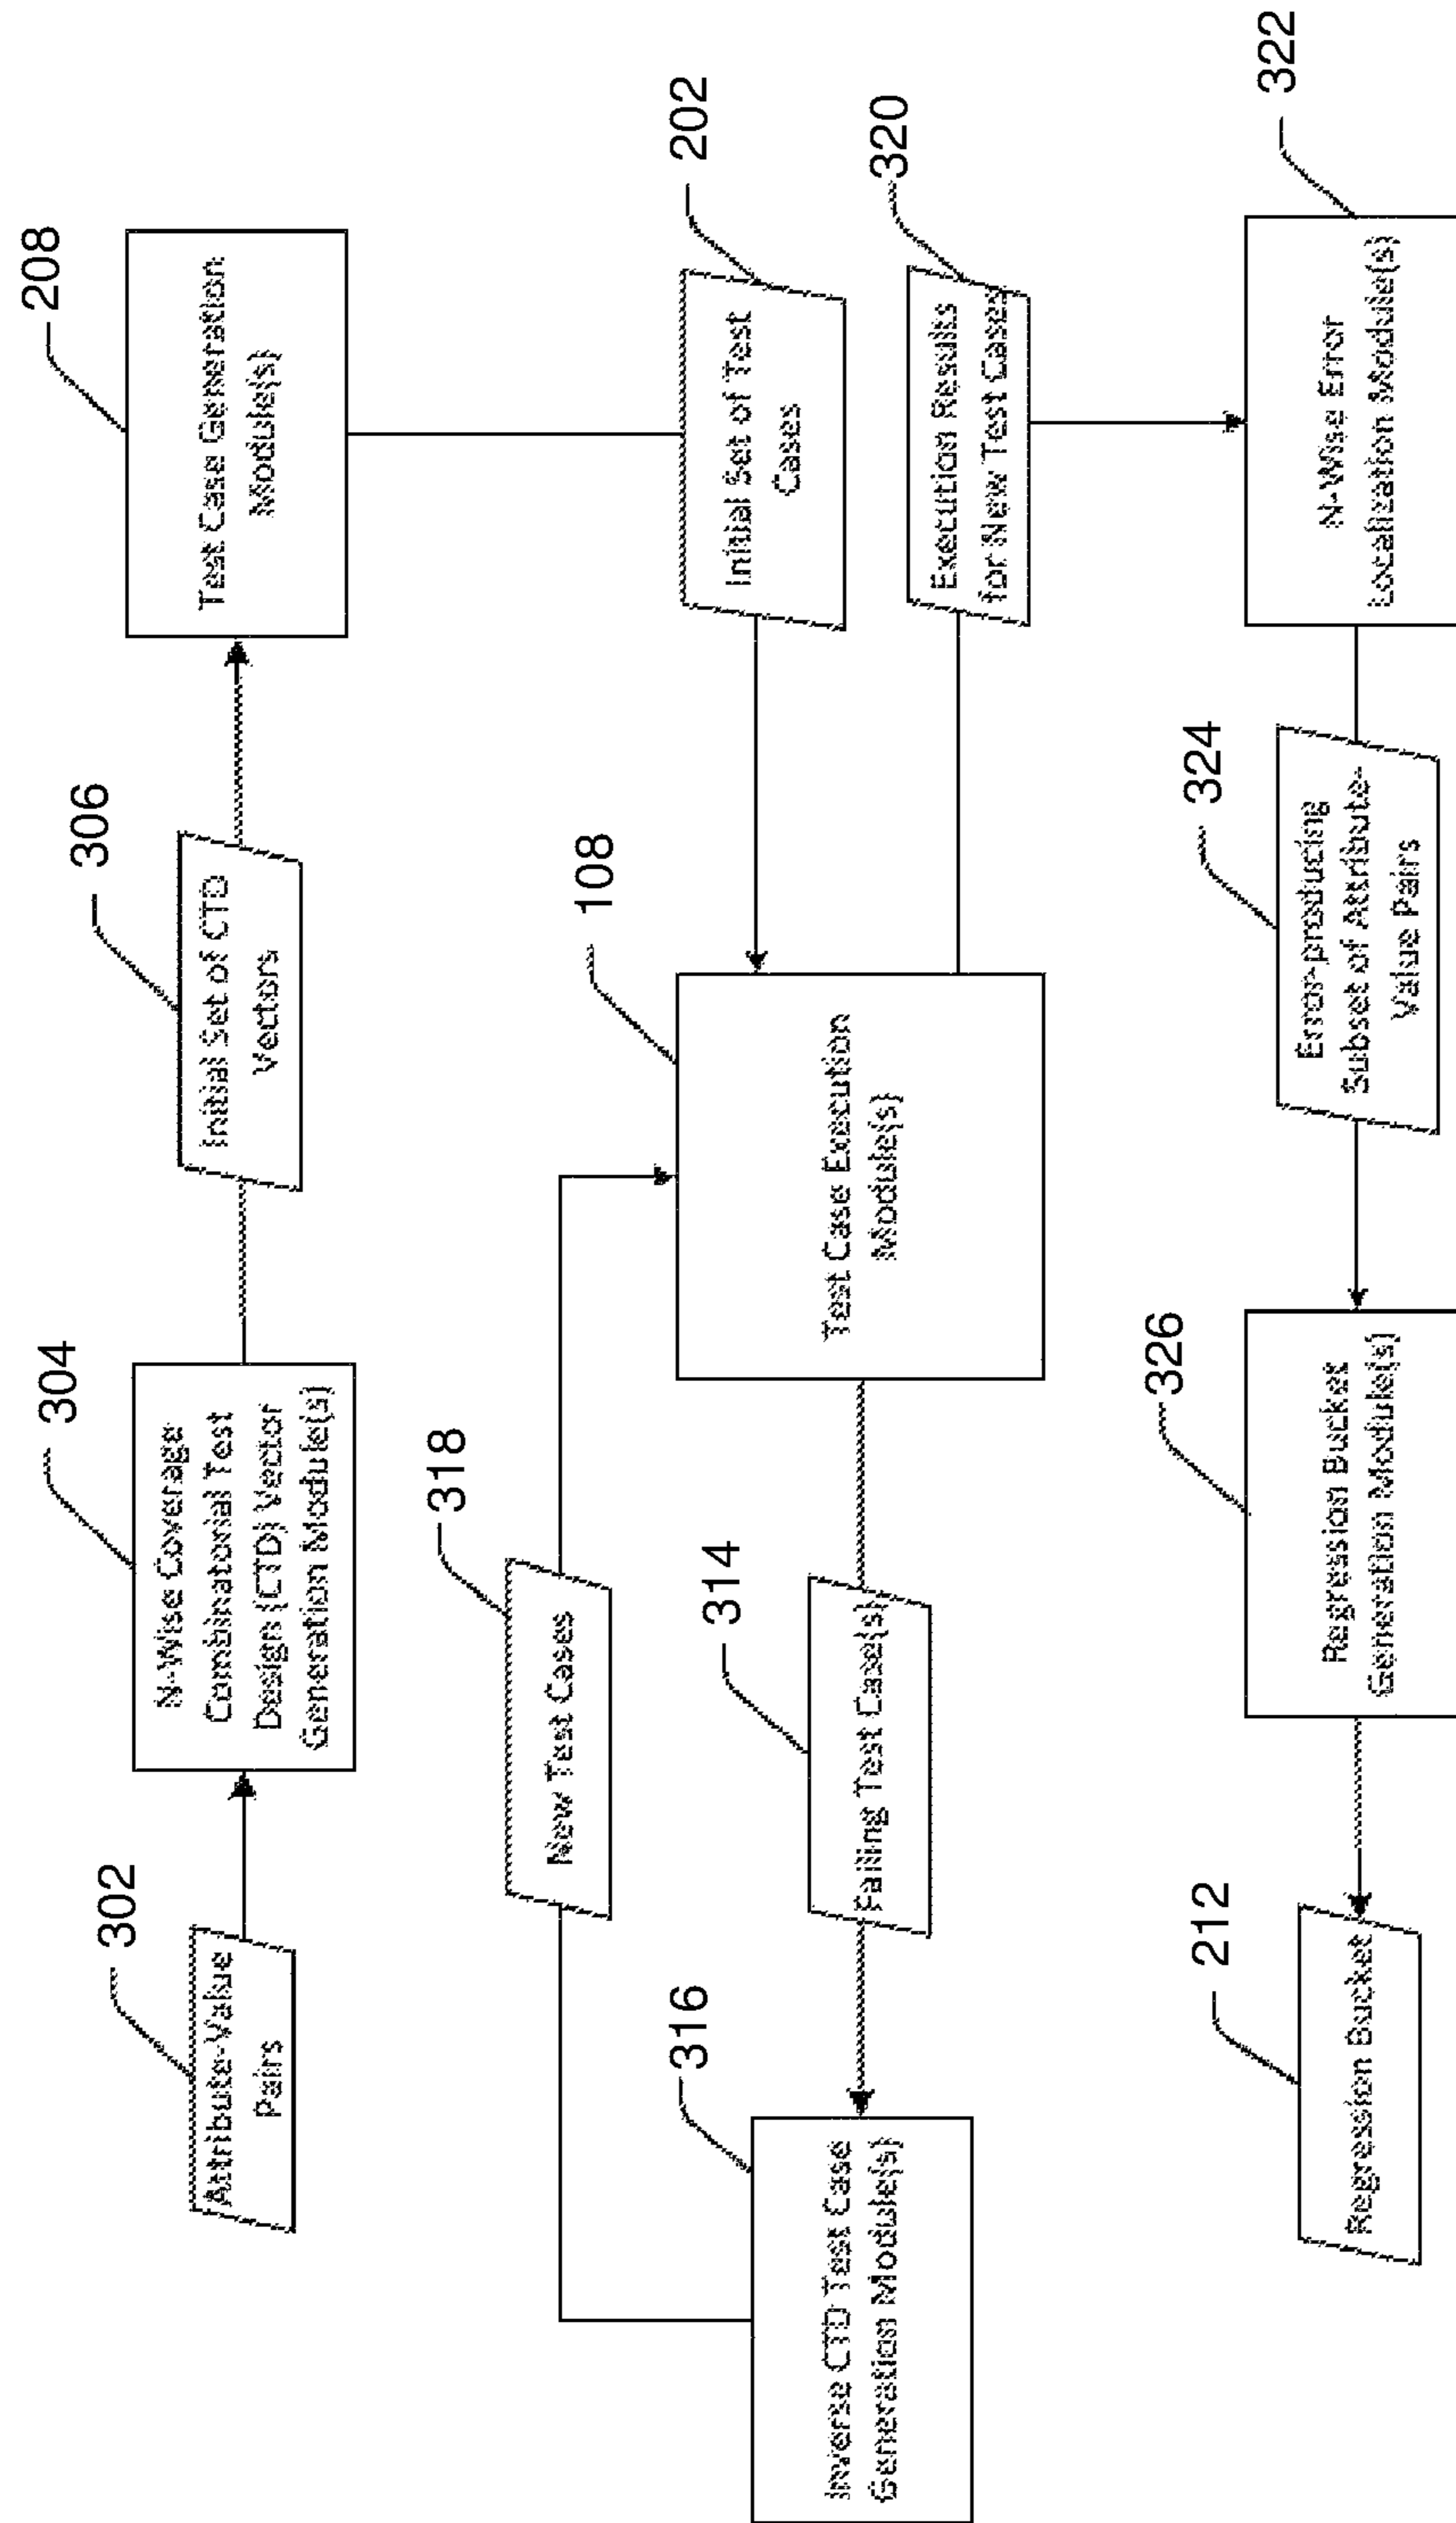 302
Attribute-Value
Pairs
304
N-Wise Coverage
Combinatorial Test
Design (CTD) Vector
Generation Module(s)
306
Initial Set of CTD
Vectors
208
Test Case Generation
Module(s)
318
New Test Cases
316
Inverse CTD Test Case
Generation Module(s)
314
Failing Test Case(s)
108
Test Case Execution
Module(s)
202
Initial Set of Test
Cases
320
Execution Results
for New Test Cases
212
Regression Bucket
326
Regression Bucket
Generation Module(s)
324
Error-producing
Subset of Attribute-
Value Pairs
322
N-Wise Error
Localization Module(s)